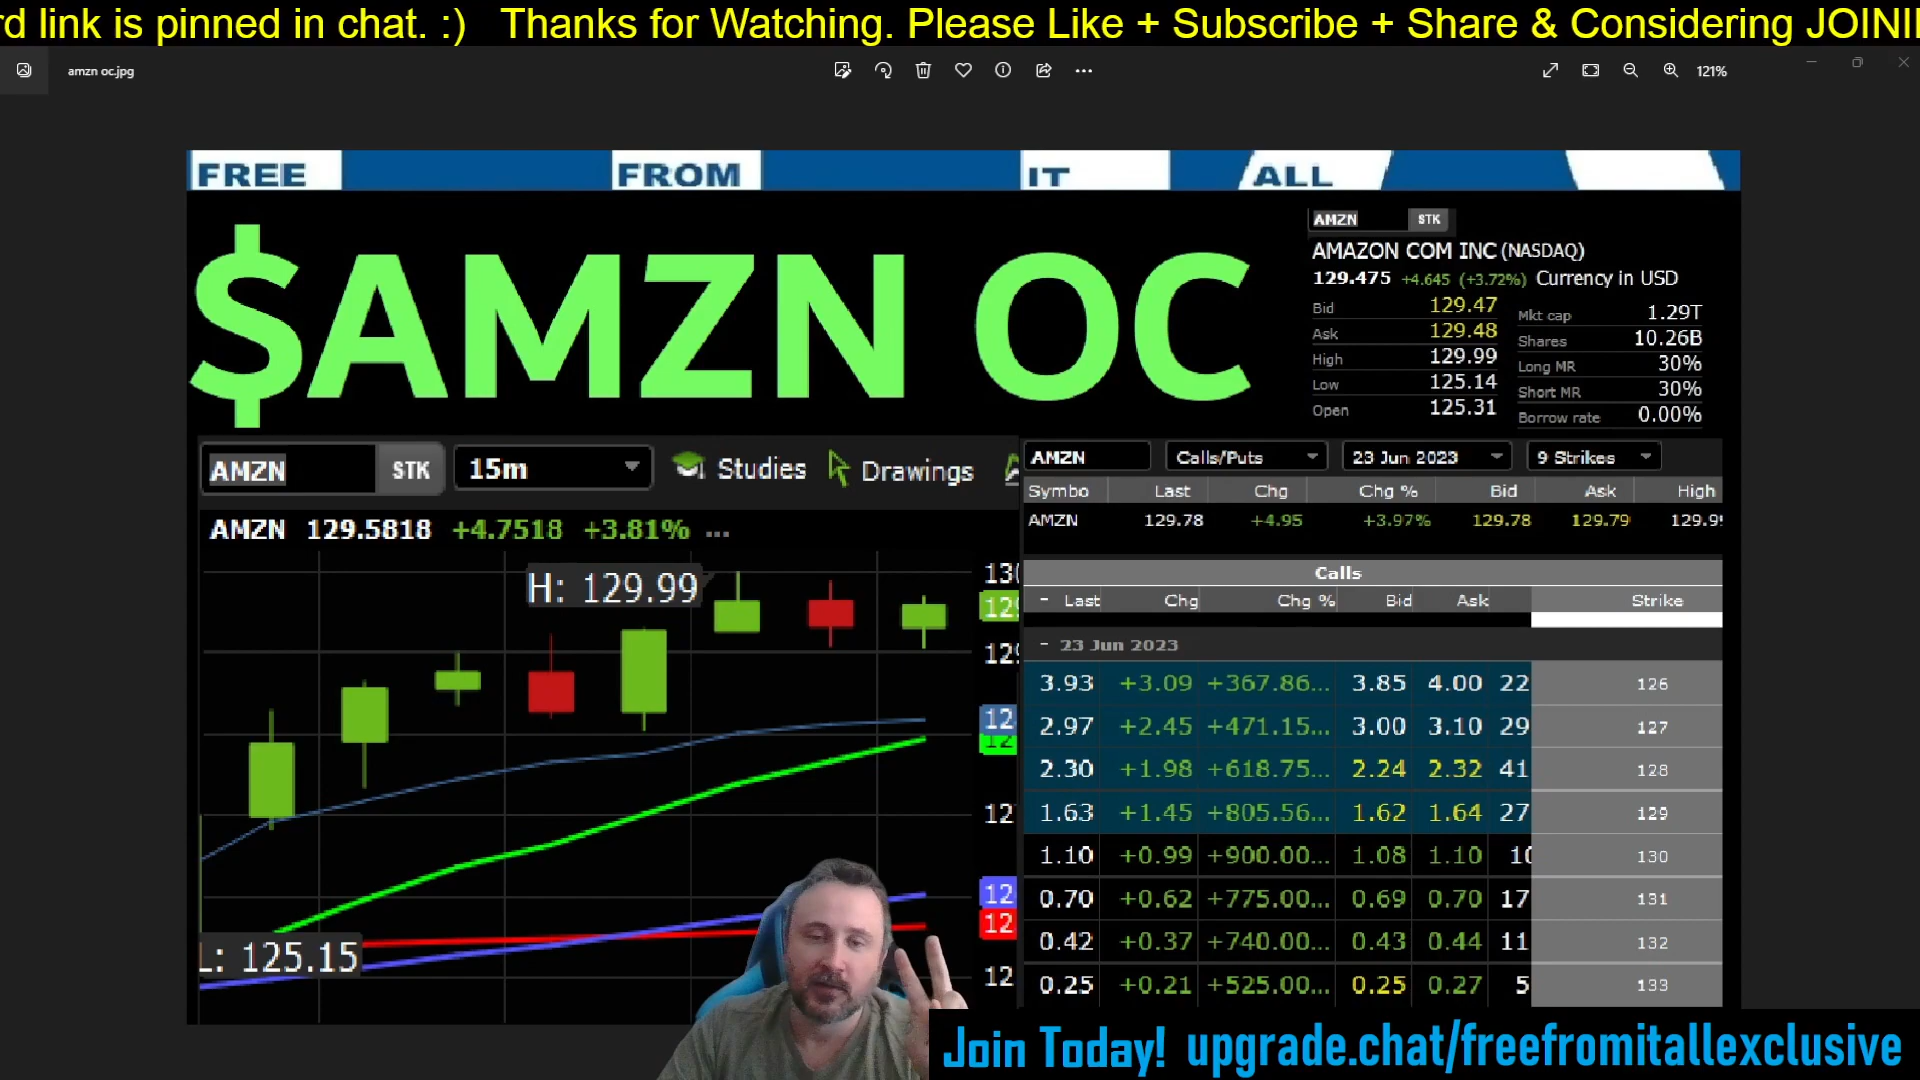 rd link is pinned in chat. :) Thanks for Watching. Please Like + Subscribe + Share & Considering JOINI
amzn oc.jpg
121%
FREE FROM IT ALL
$AMZN OC
AMZN STK
AMAZON COM INC (NASDAQ)
129.475 +4.645 (+3.72%) Currency in USD
Bid 129.47
Ask 129.48
High 129.99
Low 125.14
Open 125.31
Mkt cap 1.29T
Shares 10.26B
Long MR 30%
Short MR 30%
Borrow rate 0.00%
AMZN STK 15m Studies Drawings
AMZN 129.5818 +4.7518 +3.81% ...
H: 129.99
L: 125.15
AMZN Calls/Puts 23 Jun 2023 9 Strikes
Symbo Last Chg Chg % Bid Ask High
AMZN 129.78 +4.95 +3.97% 129.78 129.79 129.9
Calls
- Last Chg Chg % Bid Ask Strike
- 23 Jun 2023
3.93 +3.09 +367.86... 3.85 4.00 22 126
2.97 +2.45 +471.15... 3.00 3.10 29 127
2.30 +1.98 +618.75... 2.24 2.32 41 128
1.63 +1.45 +805.56... 1.62 1.64 27 129
1.10 +0.99 +900.00... 1.08 1.10 10 130
0.70 +0.62 +775.00... 0.69 0.70 17 131
0.42 +0.37 +740.00... 0.43 0.44 11 132
0.25 +0.21 +525.00... 0.25 0.27 5 133
Join Today! upgrade.chat/freefromitallexclusive